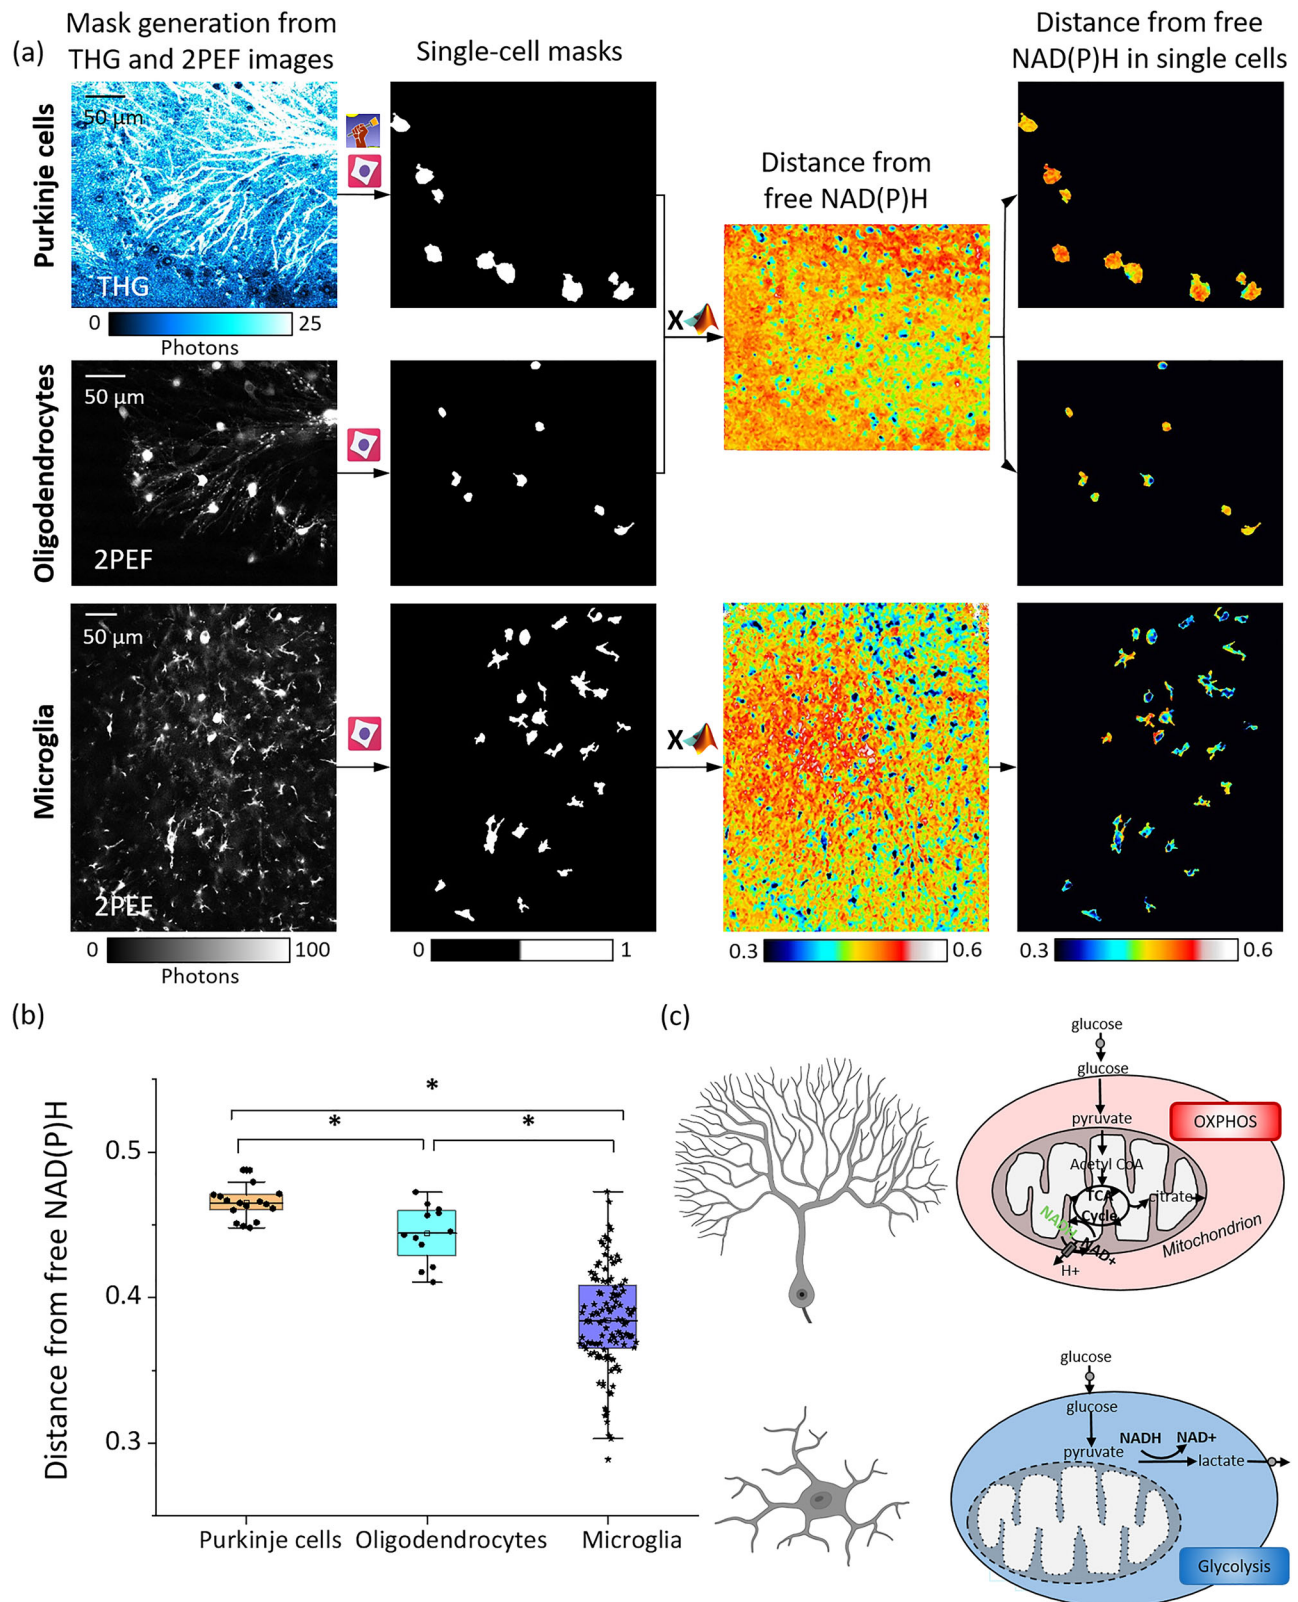 (a)
Mask generation from
THG and 2PEF images
Single-cell masks
Distance from free
NAD(P)H in single cells
Purkinje cells
50 μm
THG
0
25
Photons
Distance from
free NAD(P)H
X
Oligodendrocytes
50 μm
2PEF
Microglia
50 μm
2PEF
X
0
100
Photons
0
1
0.3
0.6
0.3
0.6
(b)
Distance from free NAD(P)H
0.5
0.4
0.3
*
*
*
Purkinje cells
Oligodendrocytes
Microglia
(c)
glucose
glucose
pyruvate
OXPHOS
Acetyl CoA
TCA
Cycle
citrate
NADH
NAD+
H+
Mitochondrion
glucose
glucose
pyruvate
NADH
NAD+
lactate
Glycolysis